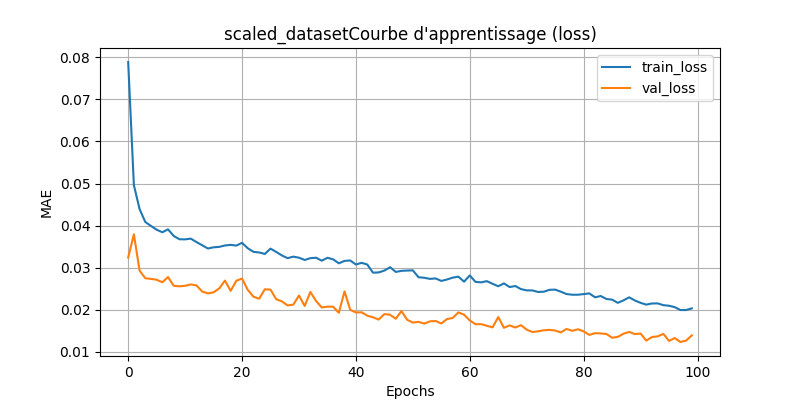 scaled_datasetCourbe d'apprentissage (loss)
train_loss
val_loss
MAE
0.08
0.07
0.06
0.05
0.04
0.03
0.02
0.01
0 20 40 60 80 100
Epochs